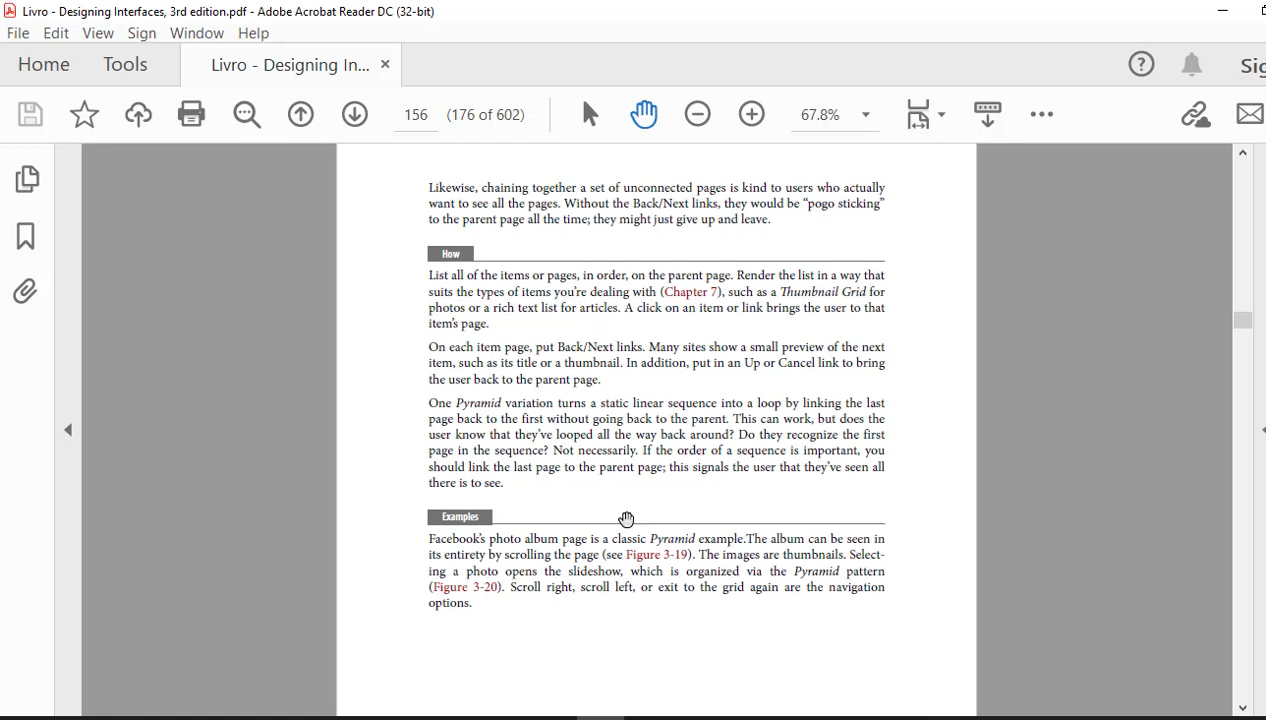 Livro - Designing Interfaces, 3rd edition.pdf - Adobe Acrobat Reader DC (32-bit)
File Edit View Sign Window Help
Home Tools Livro - Designing In... ×
156 (176 of 602) 67.8%
Likewise, chaining together a set of unconnected pages is kind to users who actually
want to see all the pages. Without the Back/Next links, they would be “pogo sticking”
to the parent page all the time; they might just give up and leave.
How
List all of the items or pages, in order, on the parent page. Render the list in a way that
suits the types of items you’re dealing with (Chapter 7), such as a Thumbnail Grid for
photos or a rich text list for articles. A click on an item or link brings the user to that
item’s page.
On each item page, put Back/Next links. Many sites show a small preview of the next
item, such as its title or a thumbnail. In addition, put in an Up or Cancel link to bring
the user back to the parent page.
One Pyramid variation turns a static linear sequence into a loop by linking the last
page back to the first without going back to the parent. This can work, but does the
user know that they’ve looped all the way back around? Do they recognize the first
page in the sequence? Not necessarily. If the order of a sequence is important, you
should link the last page to the parent page; this signals the user that they’ve seen all
there is to see.
Examples
Facebook’s photo album page is a classic Pyramid example.The album can be seen in
its entirety by scrolling the page (see Figure 3-19). The images are thumbnails. Select-
ing a photo opens the slideshow, which is organized via the Pyramid pattern
(Figure 3-20). Scroll right, scroll left, or exit to the grid again are the navigation
options.